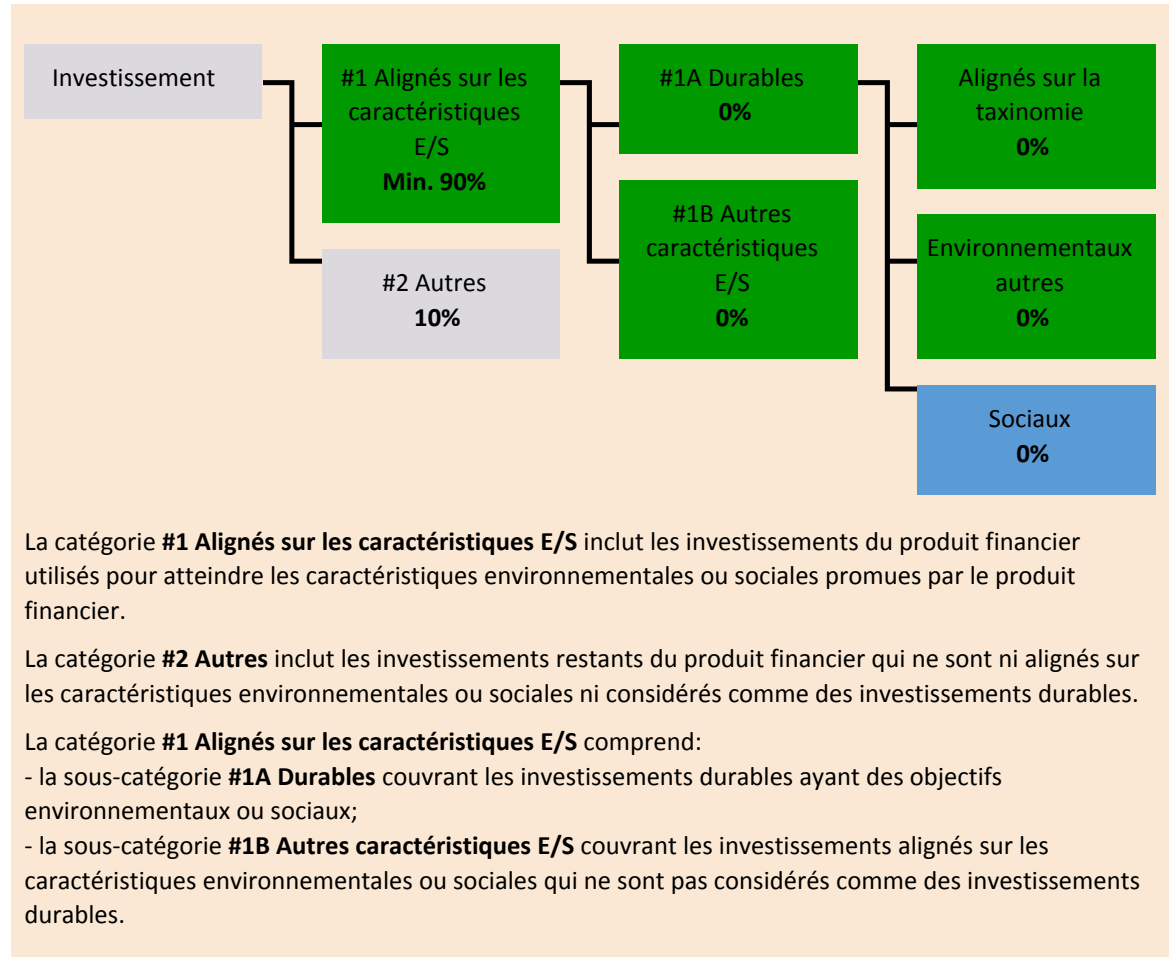 Investissement
#1 Alignés sur les
caractéristiques
E/S
Min. 90%
#2 Autres
10%
#1A Durables
0%
#1B Autres
caractéristiques
E/S
0%
Alignés sur la
taxinomie
0%
Environnementaux
autres
0%
Sociaux
0%
La catégorie #1 Alignés sur les caractéristiques E/S inclut les investissements du produit financier
utilisés pour atteindre les caractéristiques environnementales ou sociales promues par le produit
financier.
La catégorie #2 Autres inclut les investissements restants du produit financier qui ne sont ni alignés sur
les caractéristiques environnementales ou sociales ni considérés comme des investissements durables.
La catégorie #1 Alignés sur les caractéristiques E/S comprend:
- la sous-catégorie #1A Durables couvrant les investissements durables ayant des objectifs
environnementaux ou sociaux;
- la sous-catégorie #1B Autres caractéristiques E/S couvrant les investissements alignés sur les
caractéristiques environnementales ou sociales qui ne sont pas considérés comme des investissements
durables.